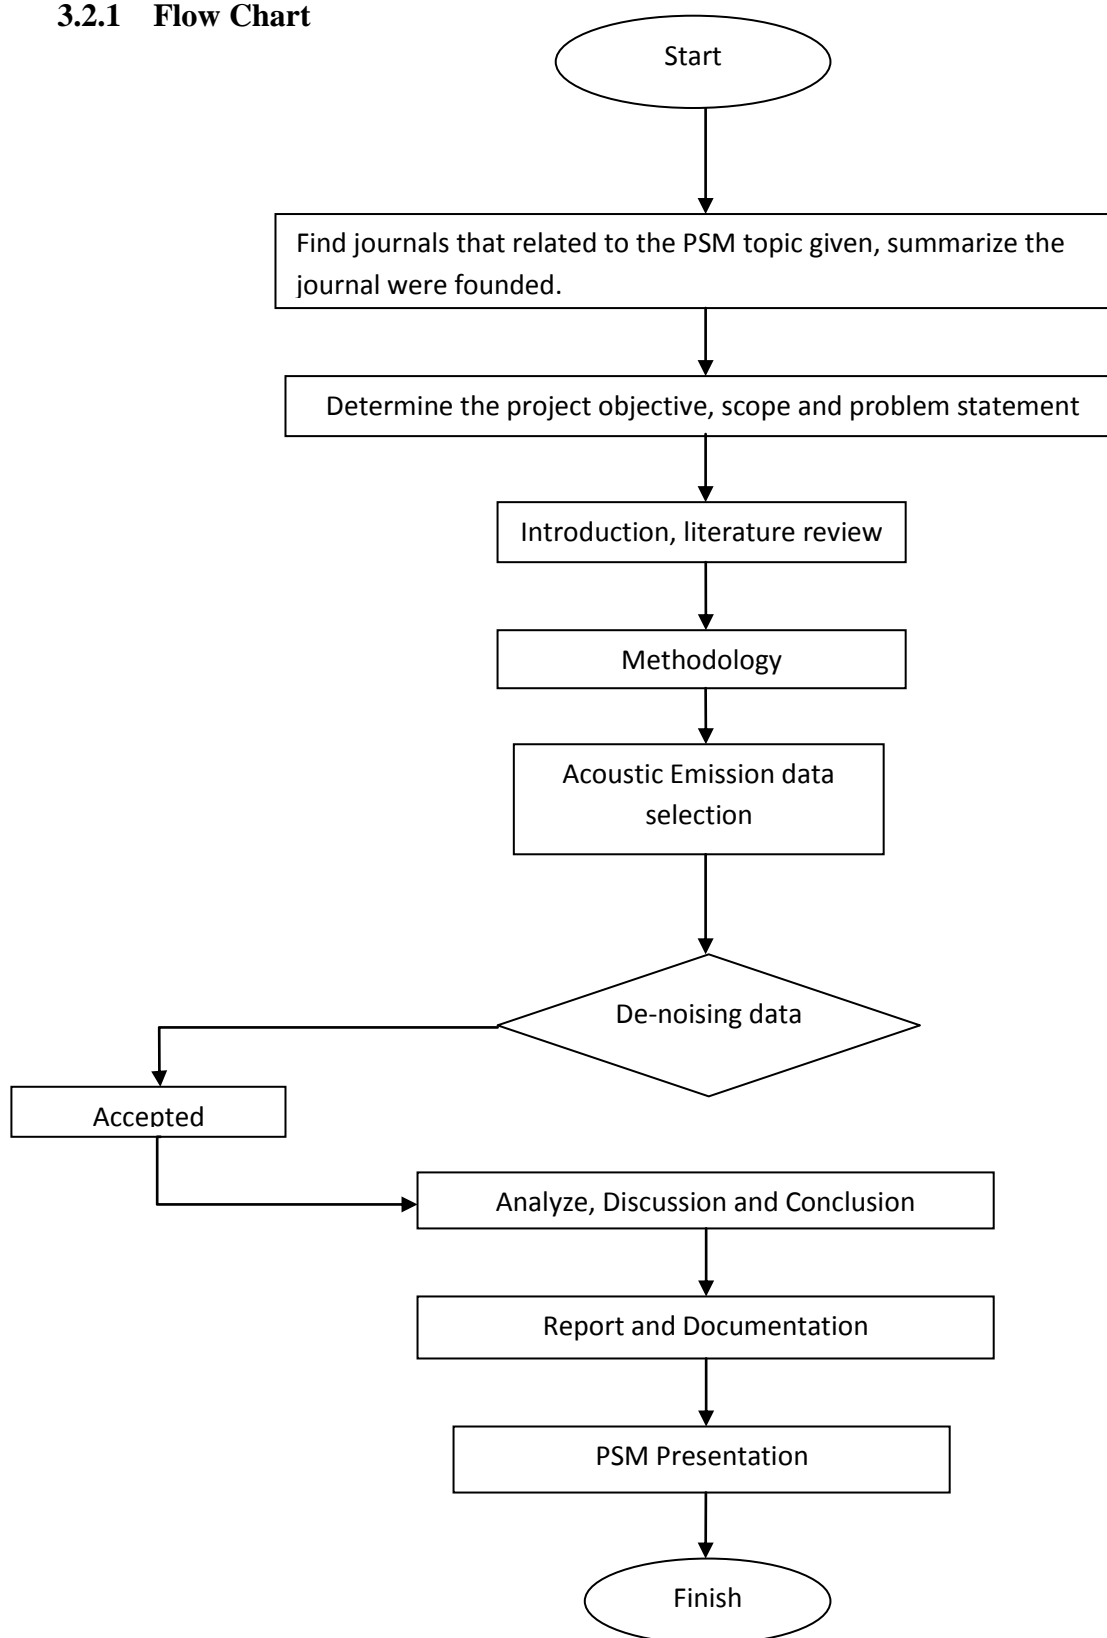 3.2.1 Flow Chart
Start
Find journals that related to the PSM topic given, summarize the
journal were founded.
Determine the project objective, scope and problem statement
Introduction, literature review
Methodology
Acoustic Emission data
selection
De-noising data
Accepted
Analyze, Discussion and Conclusion
Report and Documentation
PSM Presentation
Finish